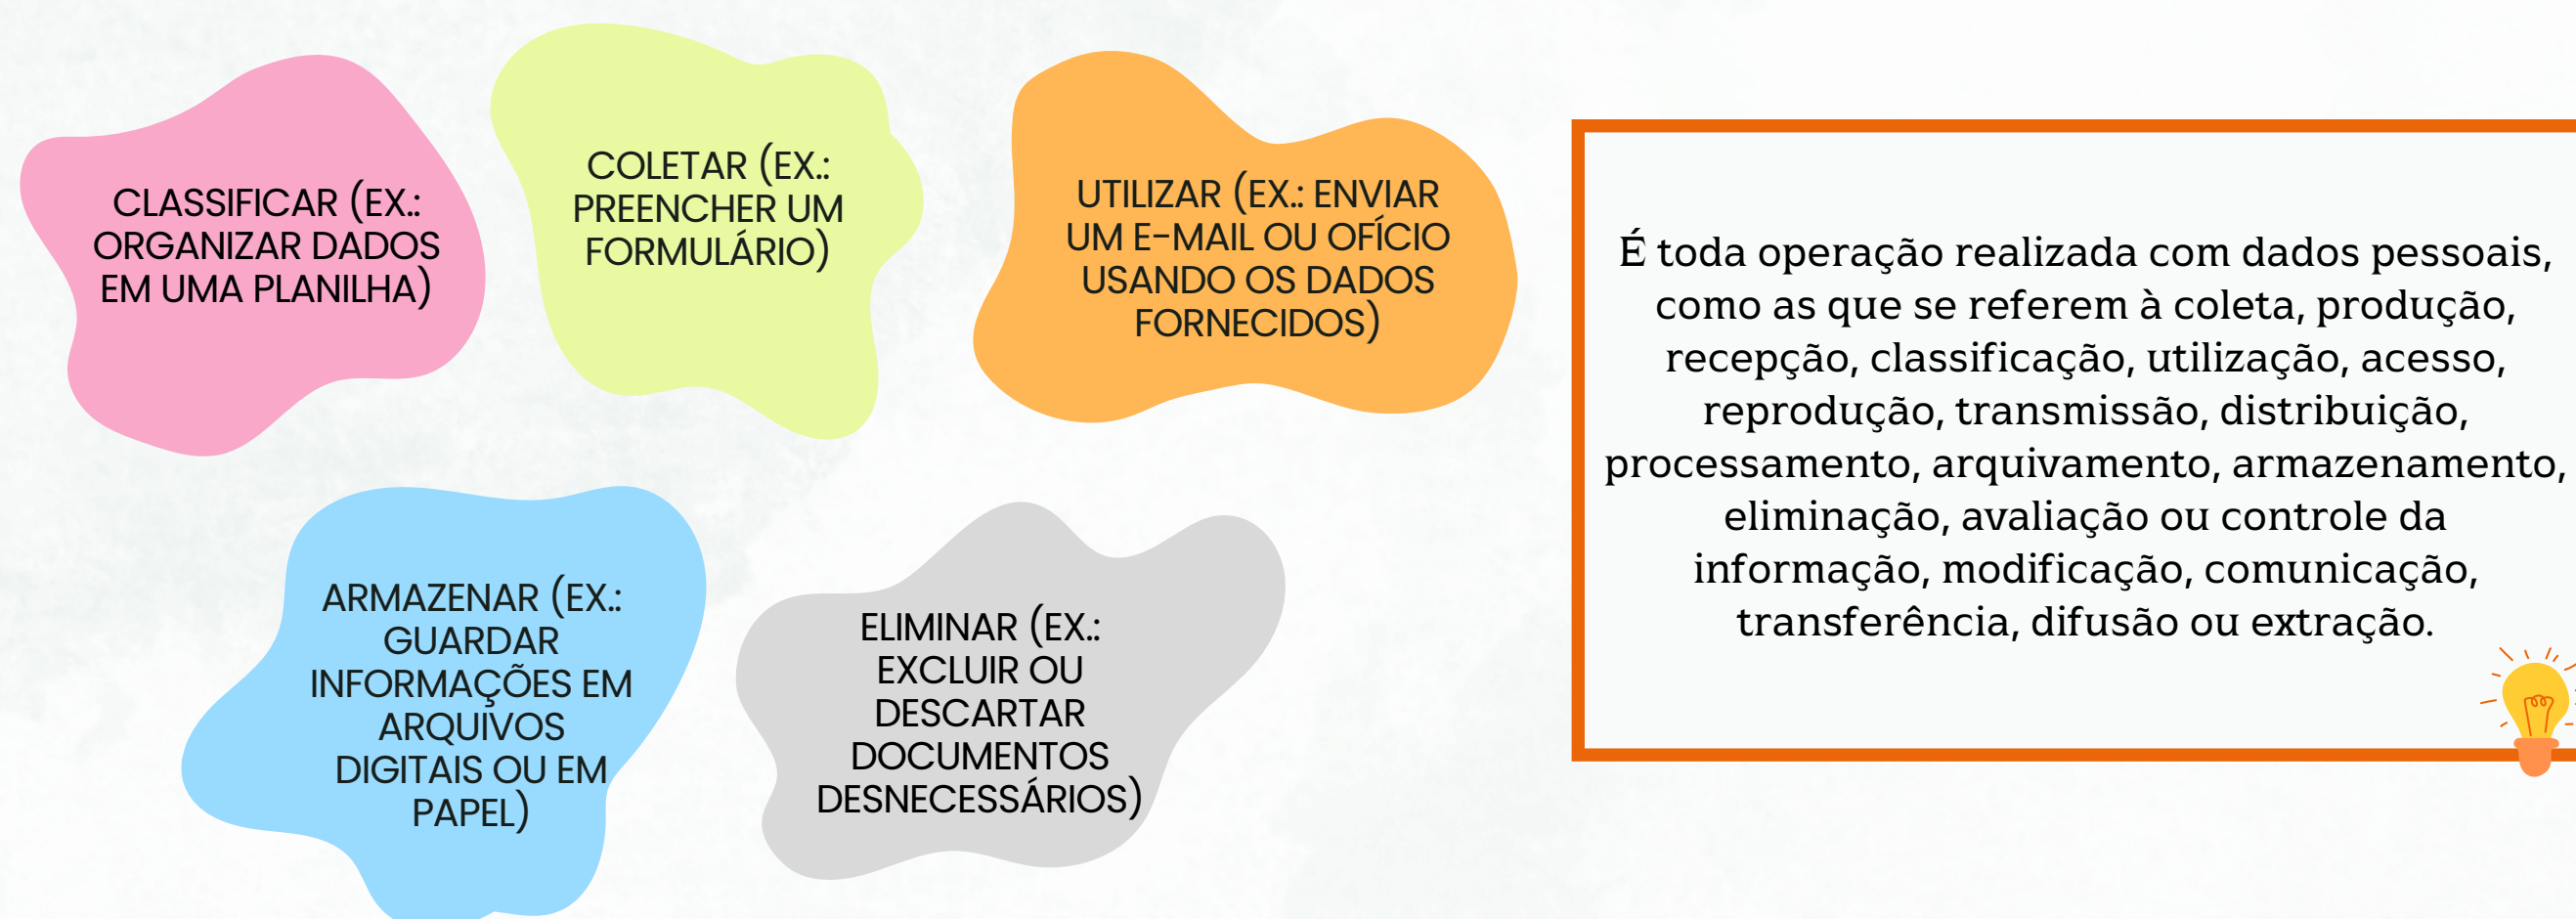 CLASSIFICAR (EX.:
ORGANIZAR DADOS
EM UMA PLANILHA)
COLETAR (EX.:
PREENCHER UM
FORMULÁRIO)
UTILIZAR (EX.: ENVIAR
UM E-MAIL OU OFÍCIO
USANDO OS DADOS
FORNECIDOS)
ARMAZENAR (EX.:
GUARDAR
INFORMAÇÕES EM
ARQUIVOS
DIGITAIS OU EM
PAPEL)
ELIMINAR (EX.:
EXCLUIR OU
DESCARTAR
DOCUMENTOS
DESNECESSÁRIOS)
É toda operação realizada com dados pessoais,
como as que se referem à coleta, produção,
recepção, classificação, utilização, acesso,
reprodução, transmissão, distribuição,
processamento, arquivamento, armazenamento,
eliminação, avaliação ou controle da
informação, modificação, comunicação,
transferência, difusão ou extração.